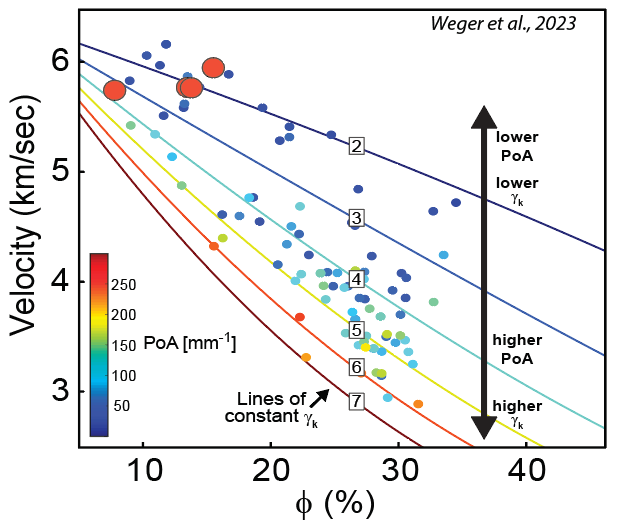 Weger et al., 2023
6
5
4
3
Velocity (km/sec)
10
20
30
40
ϕ (%)
2
3
4
5
6
7
lower
PoA
lower
γk
higher
PoA
higher
γk
250
200
150
100
50
PoA [mm-1]
Lines of
constant γk